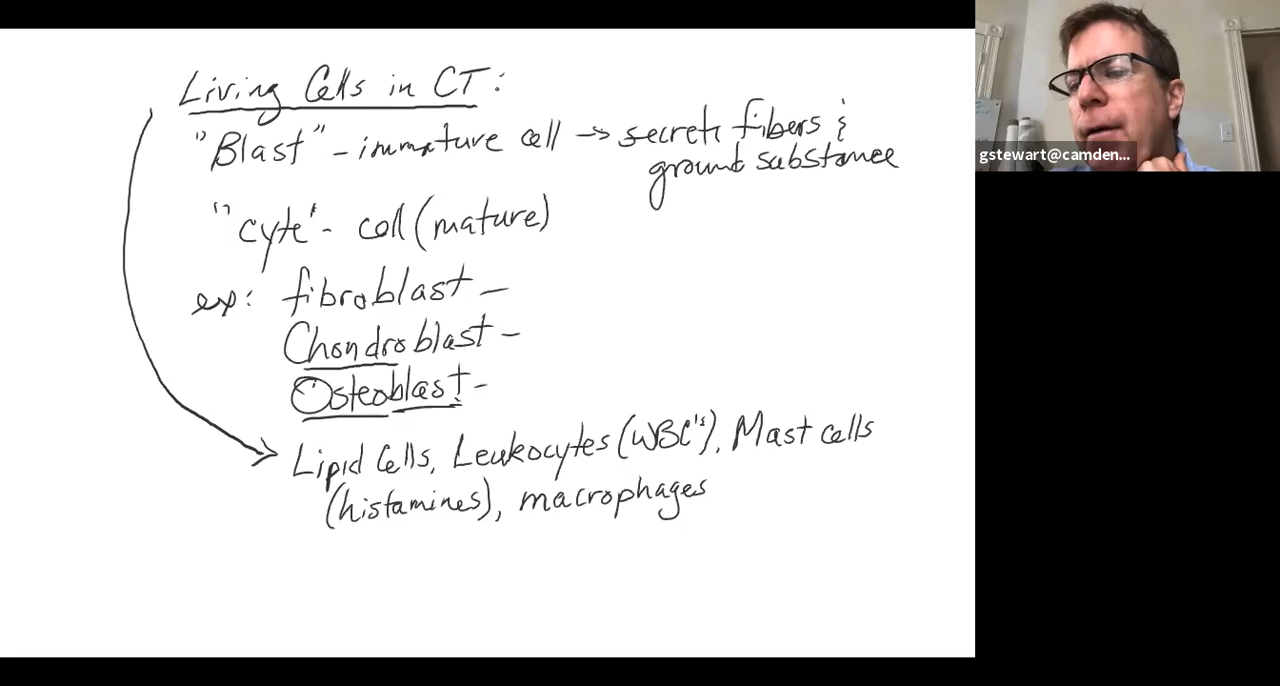 Living Cells in CT:
"Blast" - immature cell → secrete fibers &
ground substance
"cyte" - cell (mature)
ex: fibroblast -
Chondroblast -
Osteoblast -
Lipid Cells, Leukocytes (WBC's), Mast cells
(histamines), macrophages
gstewart@camden...